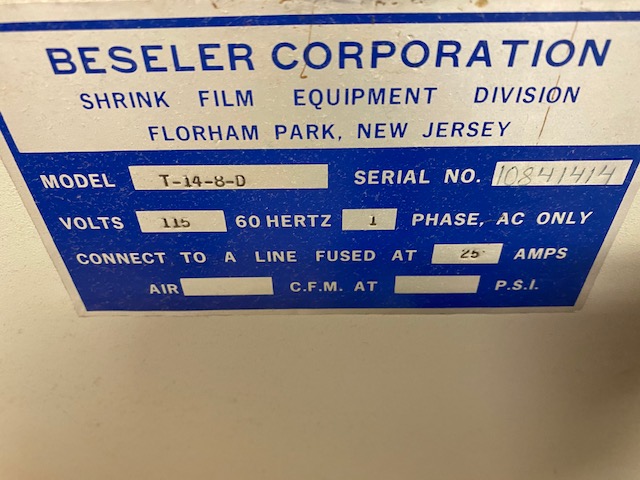 BESELER CORPORATION
SHRINK FILM EQUIPMENT DIVISION
FLORHAM PARK, NEW JERSEY
MODEL T-14-8-D SERIAL NO. 10841414
VOLTS 115 60 HERTZ 1 PHASE, AC ONLY
CONNECT TO A LINE FUSED AT 25 AMPS
AIR C.F.M. AT P.S.I.